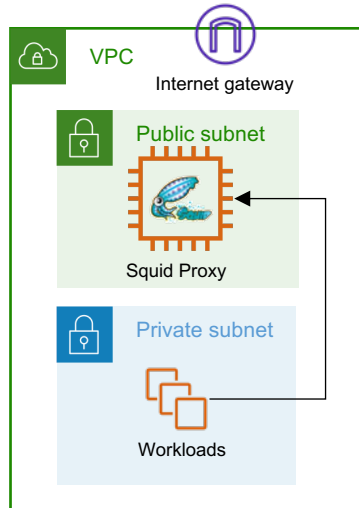 VPC
Internet gateway
Public subnet
Squid Proxy
Private subnet
Workloads